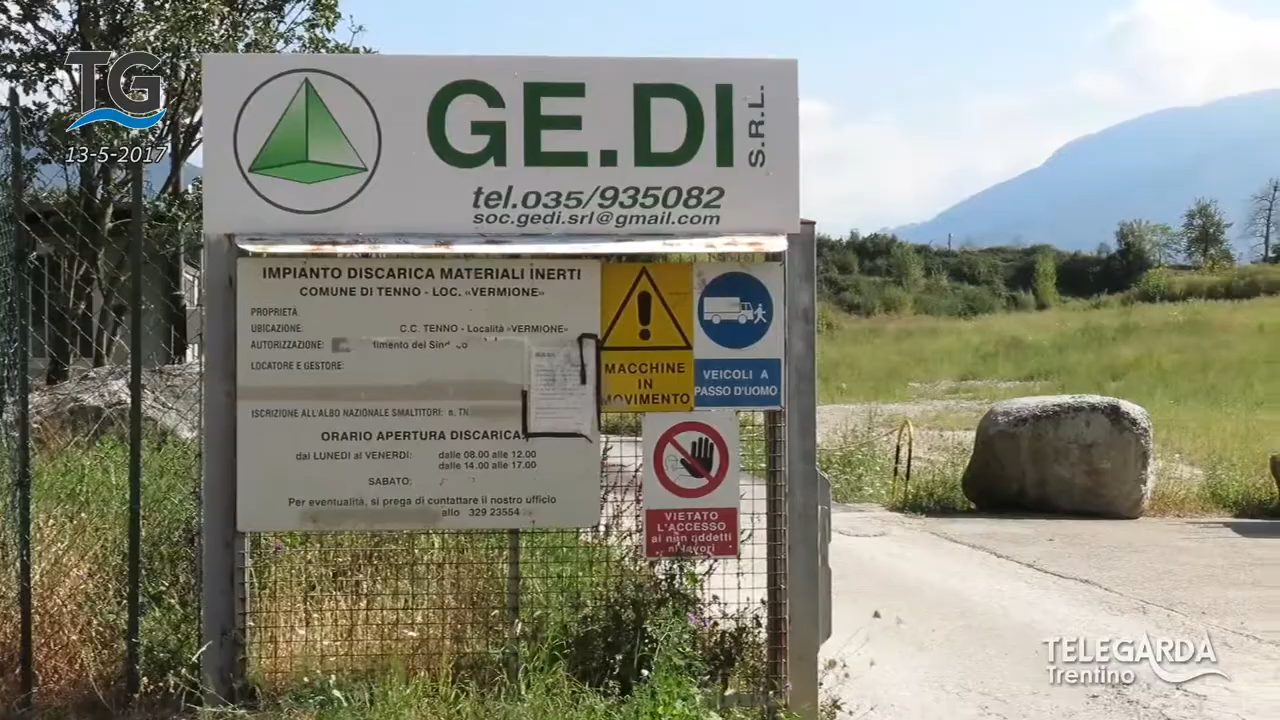 TG
13-5-2017
GE.DI S.R.L.
tel.035/935082
soc.gedi.srl@gmail.com
IMPIANTO DISCARICA MATERIALI INERTI
COMUNE DI TENNO - LOC. «VERMIONE»
PROPRIETÀ
UBICAZIONE: C.C. TENNO - Località «VERMIONE»
AUTORIZZAZIONE: del
LOCATORE E GESTORE:
ISCRIZIONE ALL'ALBO NAZIONALE SMALTITORI: n. TN
ORARIO APERTURA DISCARICA:
dal LUNEDI al VENERDI: dalle 08.00 alle 12.00
dalle 14.00 alle 17.00
SABATO:
Per eventualità, si prega di contattare il nostro ufficio
allo 329 23554
MACCHINE
IN
MOVIMENTO
VEICOLI A
PASSO D'UOMO
VIETATO
L'ACCESSO
ai non addetti
ai lavori
TELEGARDA
Trentino